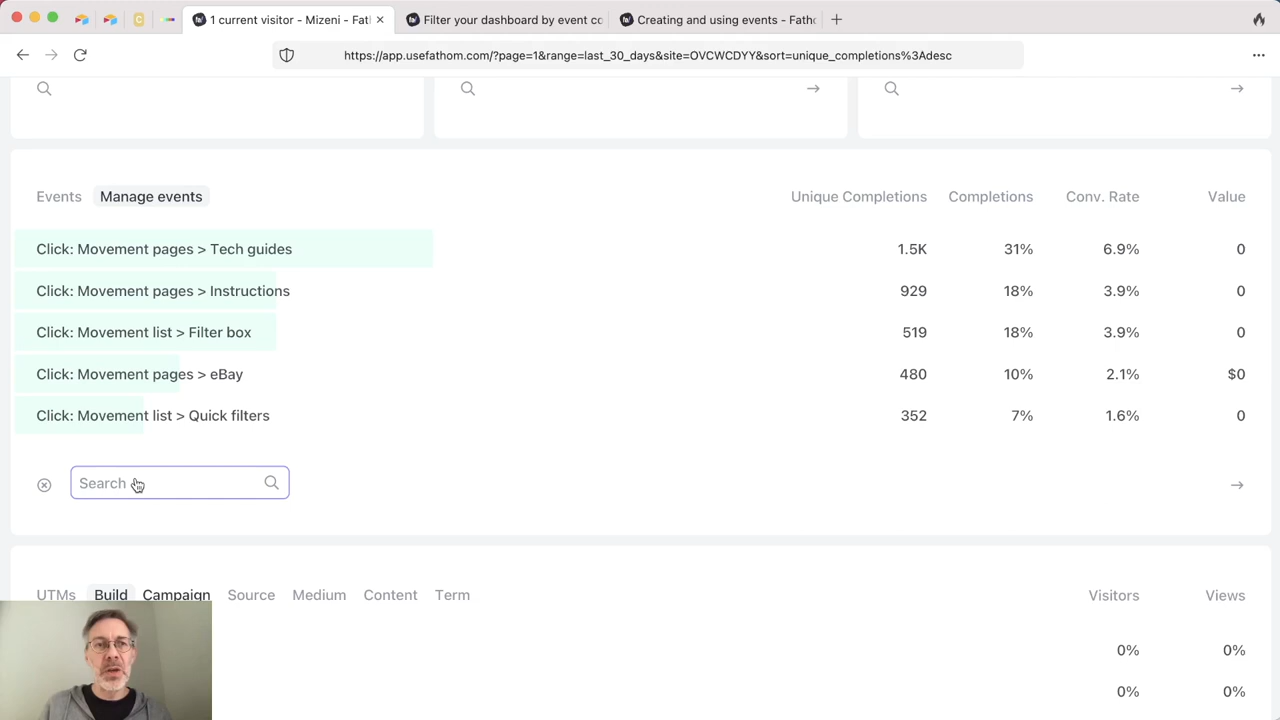 C
1 current visitor - Mizeni - Fatl
Filter your dashboard by event co
Creating and using events - Fatho
https://app.usefathom.com/?page=1&range=last_30_days&site=OVCWCDYY&sort=unique_completions%3Adesc
Events Manage events Unique Completions Completions Conv. Rate Value
Click: Movement pages > Tech guides 1.5K 31% 6.9% 0
Click: Movement pages > Instructions 929 18% 3.9% 0
Click: Movement list > Filter box 519 18% 3.9% 0
Click: Movement pages > eBay 480 10% 2.1% $0
Click: Movement list > Quick filters 352 7% 1.6% 0
Search
UTMs Build Campaign Source Medium Content Term Visitors Views
0% 0%
0% 0%